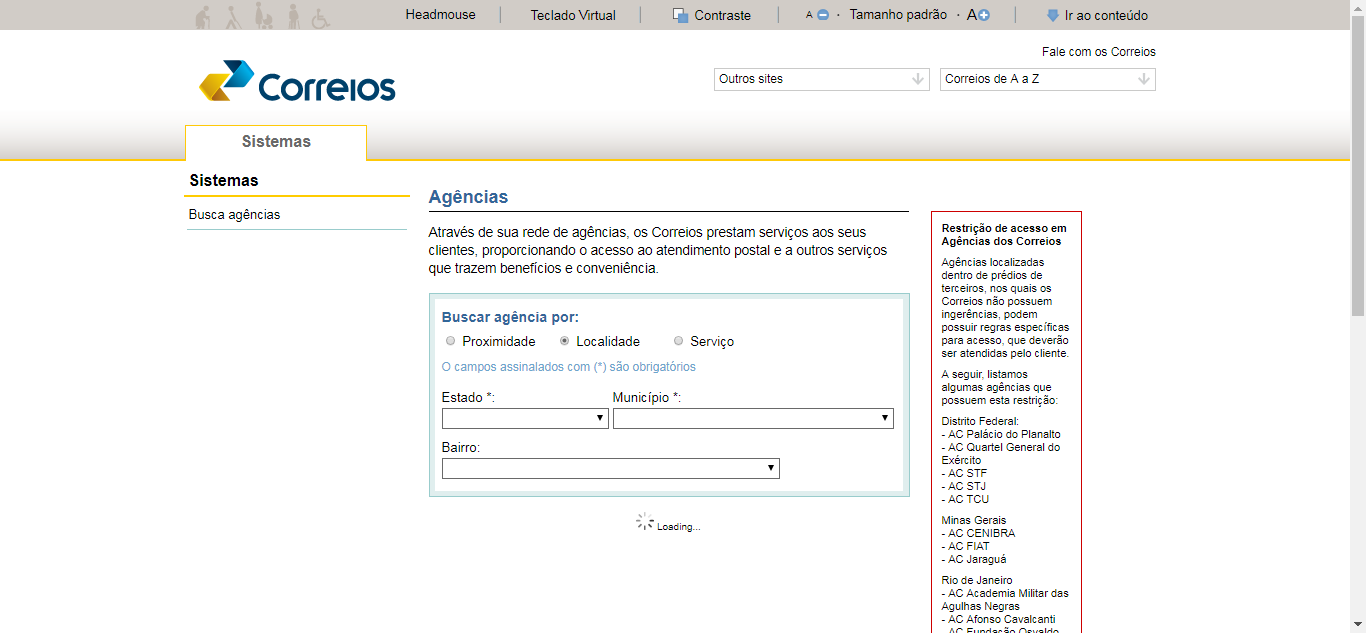 Headmouse
Teclado Virtual
Contraste
A
Tamanho padrão
A
Ir ao conteúdo
Fale com os Correios
Correios
Outros sites
Correios de A a Z
Sistemas
Sistemas
Busca agências
Agências
Através de sua rede de agências, os Correios prestam serviços aos seus
clientes, proporcionando o acesso ao atendimento postal e a outros serviços
que trazem benefícios e conveniência.
Buscar agência por:
Proximidade
Localidade
Serviço
O campos assinalados com (*) são obrigatórios
Estado *:
Município *:
Bairro:
Loading...
Restrição de acesso em
Agências dos Correios
Agências localizadas
dentro de prédios de
terceiros, nos quais os
Correios não possuem
ingerências, podem
possuir regras específicas
para acesso, que deverão
ser atendidas pelo cliente.
A seguir, listamos
algumas agências que
possuem esta restrição:
Distrito Federal:
- AC Palácio do Planalto
- AC Quartel General do
Exército
- AC STF
- AC STJ
- AC TCU
Minas Gerais
- AC CENIBRA
- AC FIAT
- AC Jaraguá
Rio de Janeiro
- AC Academia Militar das
Agulhas Negras
- AC Afonso Cavalcanti
- AC Fundação Osvaldo